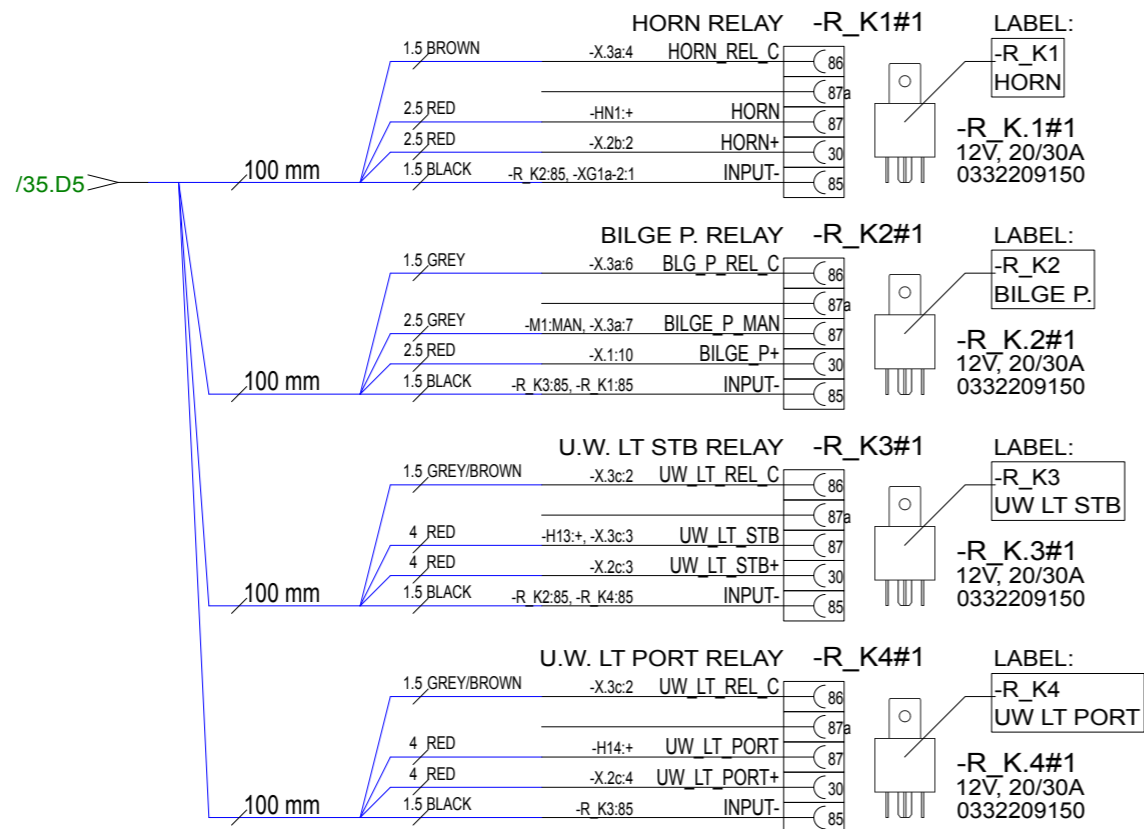 /35.D5
HORN RELAY -R_K1#1 LABEL:
1.5 BROWN -X.3a:4 HORN_REL_C 86
87a
2.5 RED -HN1:+ HORN 87
2.5 RED -X.2b:2 HORN+ 30
100 mm 1.5 BLACK -R_K2:85, -XG1a-2:1 INPUT- 85
-R_K1
HORN
-R_K.1#1
12V, 20/30A
0332209150
BILGE P. RELAY -R_K2#1 LABEL:
1.5 GREY -X.3a:6 BLG_P_REL_C 86
87a
2.5 GREY -M1:MAN, -X.3a:7 BILGE_P_MAN 87
2.5 RED -X.1:10 BILGE_P+ 30
100 mm 1.5 BLACK -R_K3:85, -R_K1:85 INPUT- 85
-R_K2
BILGE P.
-R_K.2#1
12V, 20/30A
0332209150
U.W. LT STB RELAY -R_K3#1 LABEL:
1.5 GREY/BROWN -X.3c:2 UW_LT_REL_C 86
87a
4 RED -H13:+, -X.3c:3 UW_LT_STB 87
4 RED -X.2c:3 UW_LT_STB+ 30
100 mm 1.5 BLACK -R_K2:85, -R_K4:85 INPUT- 85
-R_K3
UW LT STB
-R_K.3#1
12V, 20/30A
0332209150
U.W. LT PORT RELAY -R_K4#1 LABEL:
1.5 GREY/BROWN -X.3c:2 UW_LT_REL_C 86
87a
4 RED -H14:+ UW_LT_PORT 87
4 RED -X.2c:4 UW_LT_PORT+ 30
100 mm 1.5 BLACK -R_K3:85 INPUT- 85
-R_K4
UW LT PORT
-R_K.4#1
12V, 20/30A
0332209150